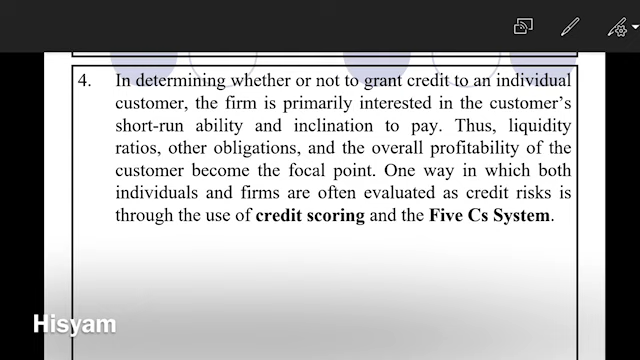 4. In determining whether or not to grant credit to an individual
customer, the firm is primarily interested in the customer's
short-run ability and inclination to pay. Thus, liquidity
ratios, other obligations, and the overall profitability of the
customer become the focal point. One way in which both
individuals and firms are often evaluated as credit risks is
through the use of credit scoring and the Five Cs System.
Hisyam